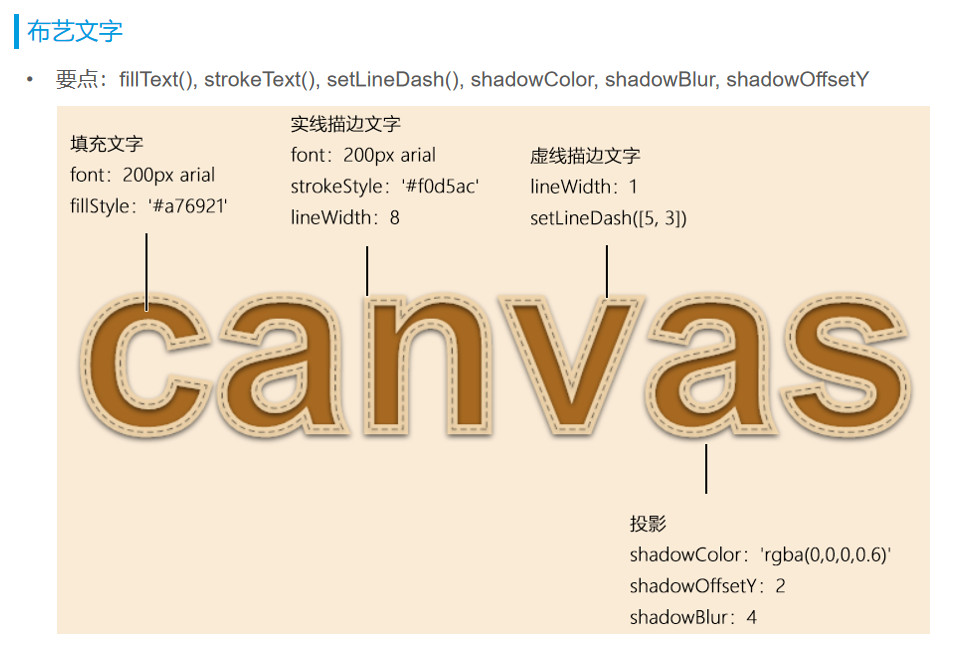 布艺文字
• 要点：fillText(), strokeText(), setLineDash(), shadowColor, shadowBlur, shadowOffsetY
填充文字
font：200px arial
fillStyle：'#a76921'
实线描边文字
font：200px arial
strokeStyle：'#f0d5ac'
lineWidth：8
虚线描边文字
lineWidth：1
setLineDash([5, 3])
canvas
投影
shadowColor：'rgba(0,0,0,0.6)'
shadowOffsetY：2
shadowBlur：4